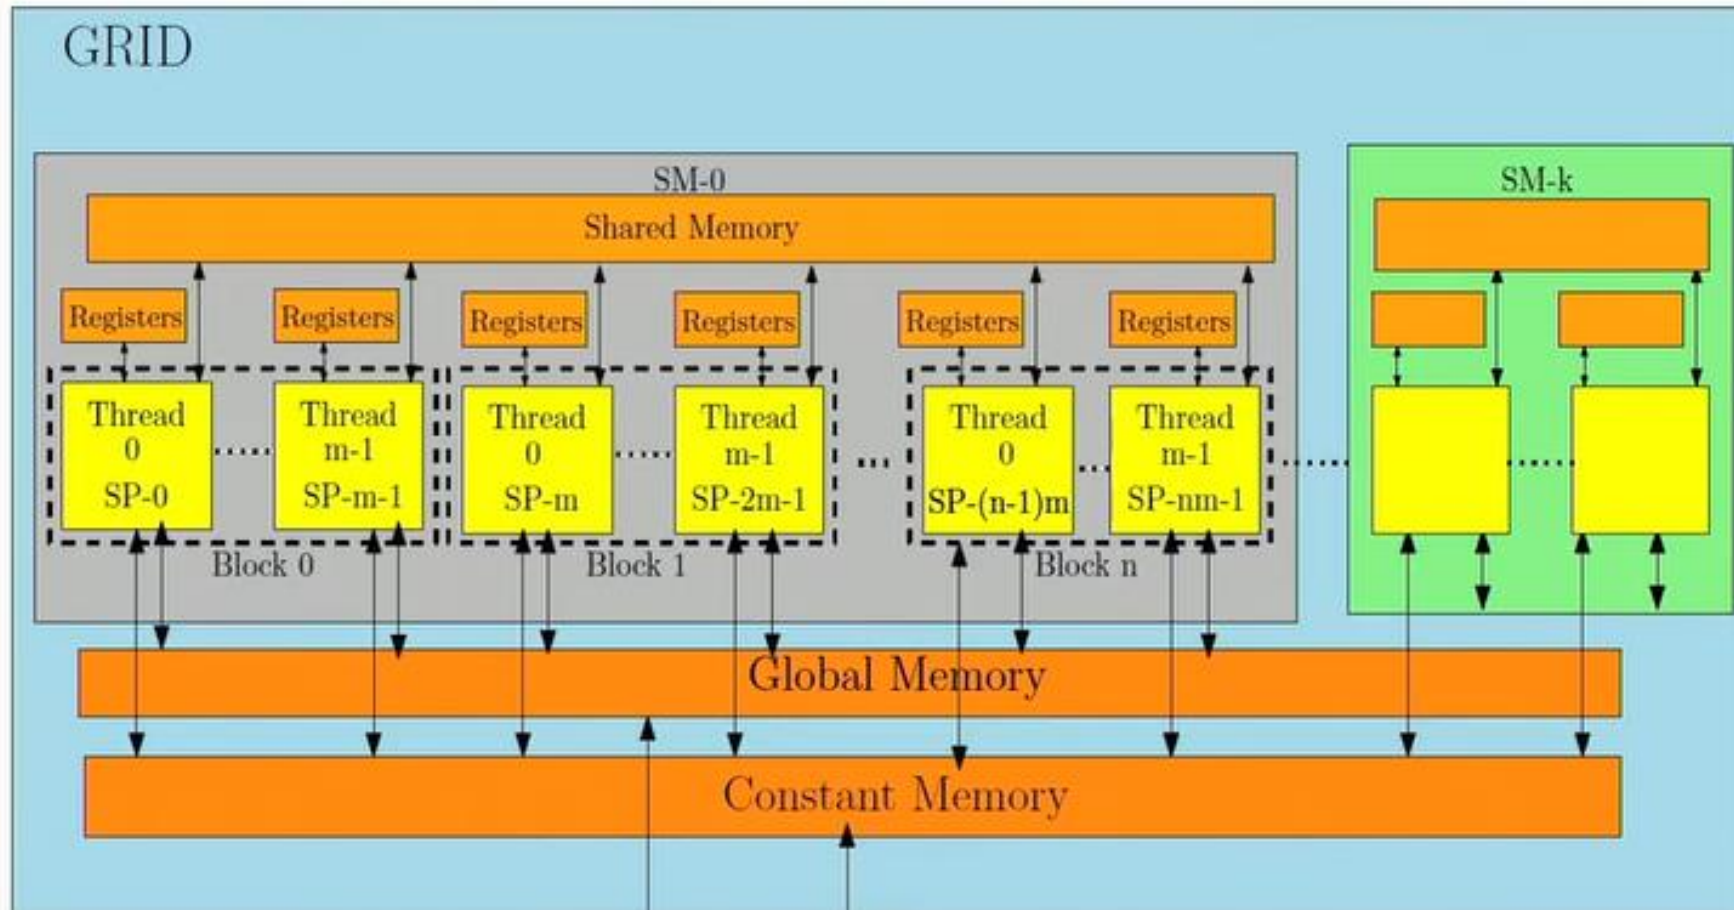 GRID
SM-0
SM-k
Shared Memory
Registers
Registers
Registers
Registers
Registers
Registers
Thread
0
SP-0
Thread
m-1
SP-m-1
Thread
0
SP-m
Thread
m-1
SP-2m-1
Thread
0
SP-(n-1)m
Thread
m-1
SP-nm-1
Block 0
Block 1
Block n
Global Memory
Constant Memory